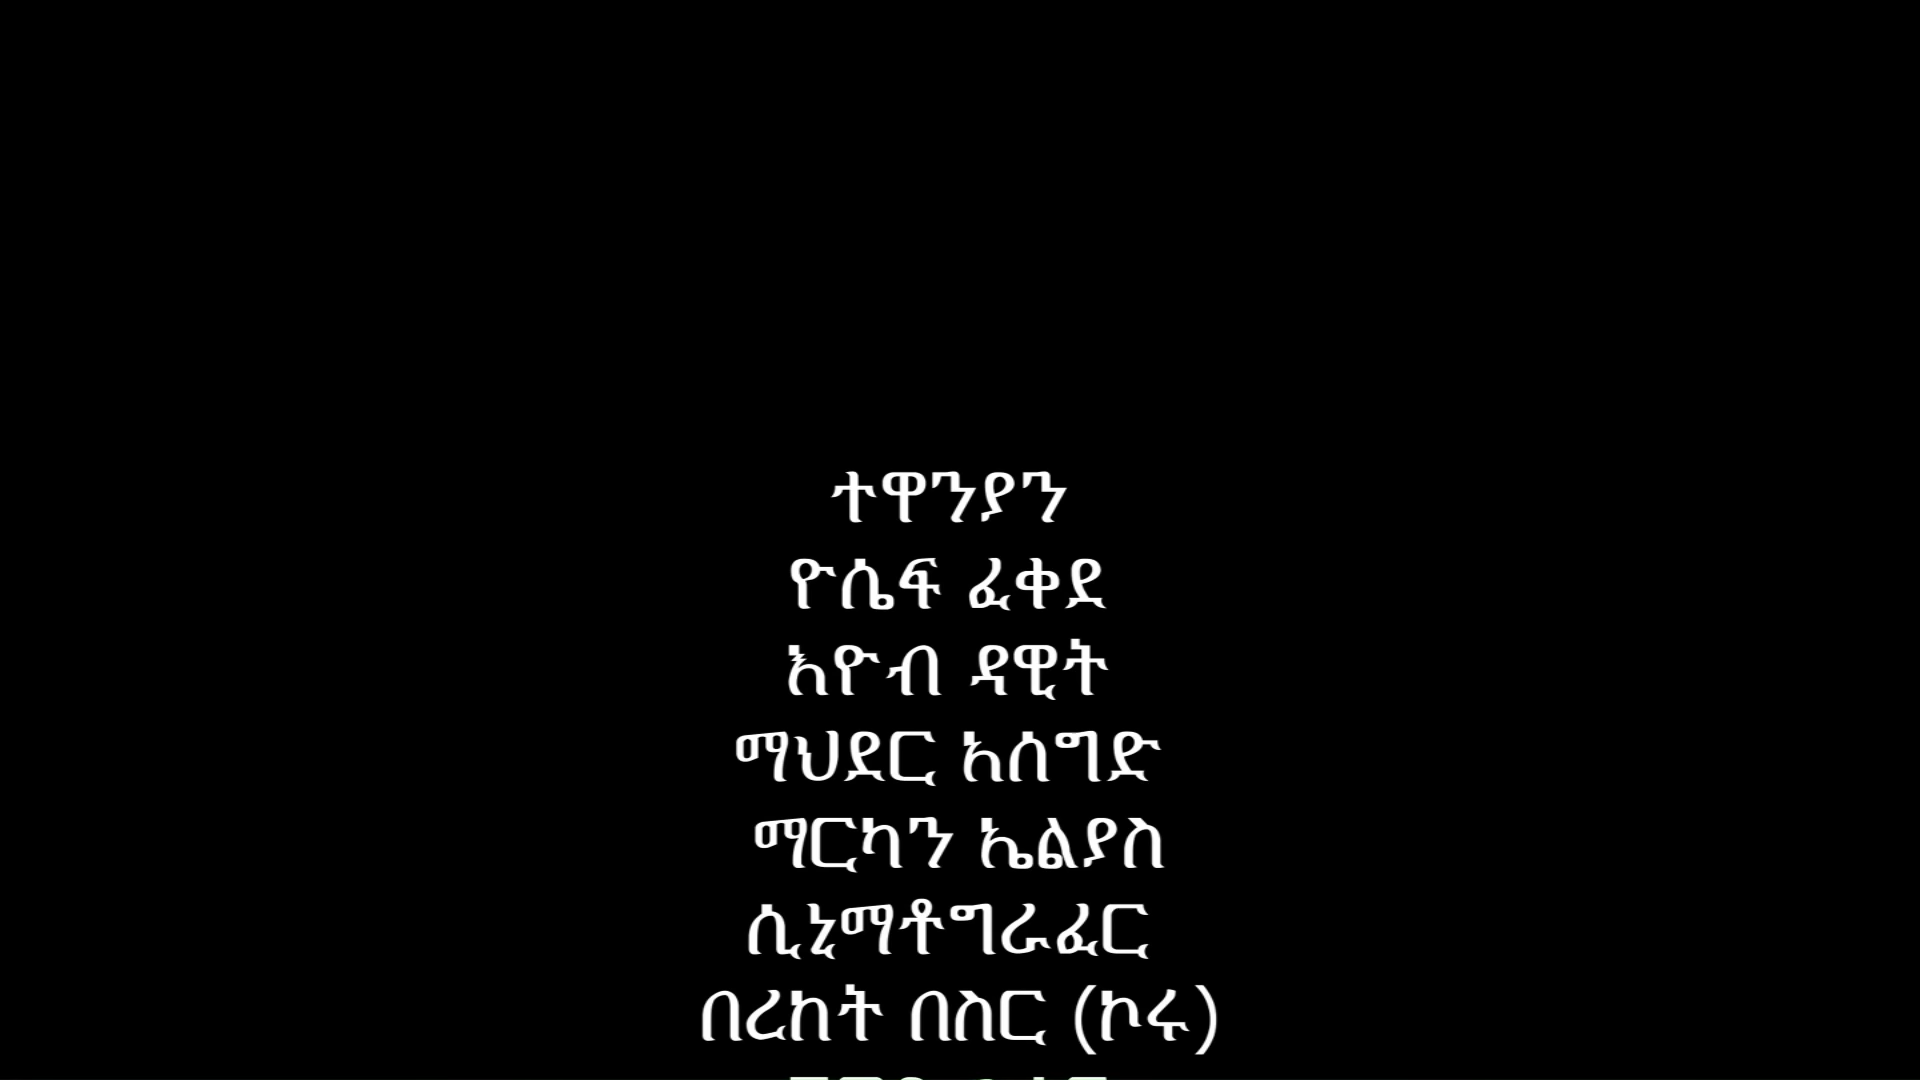 ተዋንያን
ዮሴፍ ፈቀደ
እዮብ ዳዊት
ማህደር አሰግድ
ማርካን ኤልያስ
ሲኒማቶግራፈር
በረከት በስር (ኮሩ)